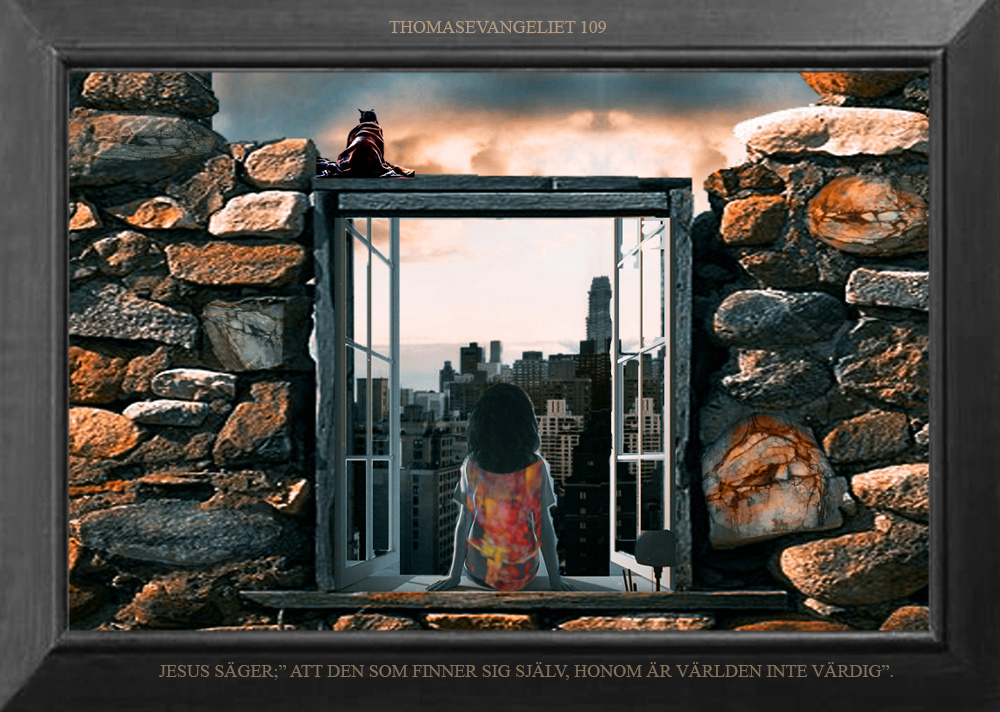 THOMASEVANGELIET 109
JESUS SÄGER;” ATT DEN SOM FINNER SIG SJÄLV, HONOM ÄR VÄRLDEN INTE VÄRDIG”.